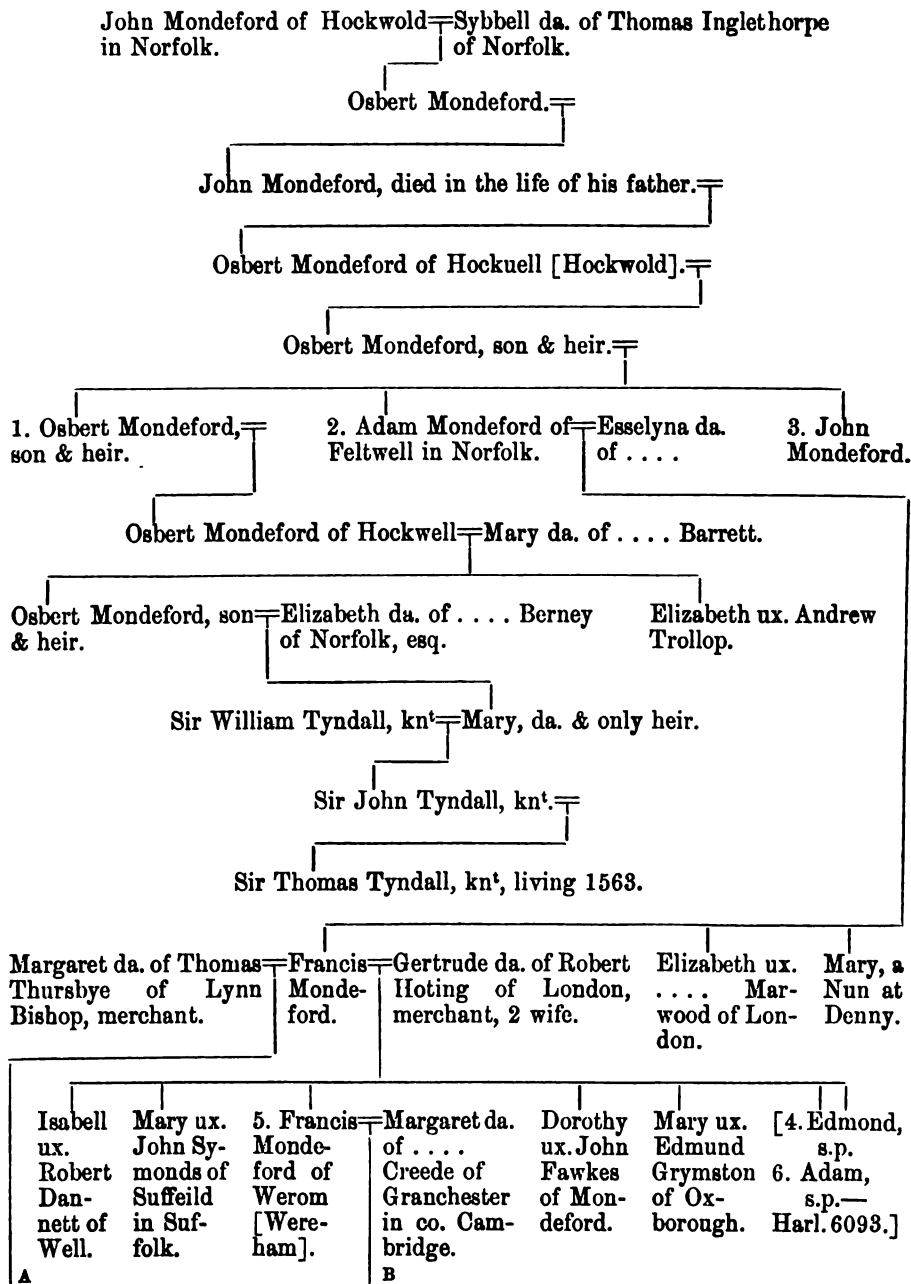 John Mondeford of Hockwold=Sybbell da. of Thomas Inglethorpe
in Norfolk. of Norfolk.
Osbert Mondeford.=
John Mondeford, died in the life of his father.=
Osbert Mondeford of Hockuell [Hockwold].=
Osbert Mondeford, son & heir.=
1. Osbert Mondeford,=
son & heir.
2. Adam Mondeford of=Esselyna da.
Feltwell in Norfolk. of . . . .
3. John
Mondeford.
Osbert Mondeford of Hockwell=Mary da. of . . . . Barrett.
Osbert Mondeford, son=Elizabeth da. of . . . . Berney
& heir. of Norfolk, esq.
Elizabeth ux. Andrew
Trollop.
Sir William Tyndall, knᵗ=Mary, da. & only heir.
Sir John Tyndall, knᵗ.=
Sir Thomas Tyndall, knᵗ, living 1563.
Margaret da. of Thomas=
Thursbye of Lynn
Bishop, merchant.
Francis=
Monde-
ford.
Gertrude da. of Robert
Hoting of London,
merchant, 2 wife.
Elizabeth ux.
. . . . Mar-
wood of Lon-
don.
Mary, a
Nun at
Denny.
Isabell
ux.
Robert
Dan-
nett of
Well.
Mary ux.
John Sy-
monds of
Suffeild
in Suf-
folk.
5. Francis=
Monde-
ford of
Werom
[Were-
ham].
Margaret da.
of . . . .
Creede of
Granchester
in co. Cam-
bridge.
Dorothy
ux. John
Fawkes
of Mon-
deford.
Mary ux.
Edmund
Grymston
of Ox-
borough.
[4. Edmond,
s.p.
6. Adam,
s.p.—
Harl. 6093.]
A
B